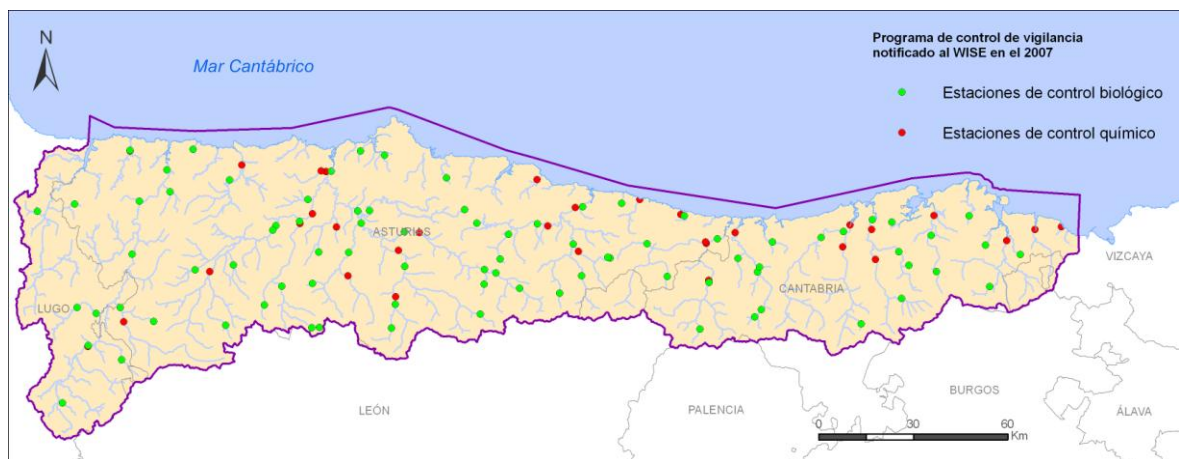 Programa de control de vigilancia
notificado al WISE en el 2007
N
Mar Cantábrico
Estaciones de control biológico
Estaciones de control químico
ASTURIAS
VIZCAYA
CANTABRIA
LUGO
BURGOS
LEÓN
PALENCIA
ÁLAVA
0 30 60
Km